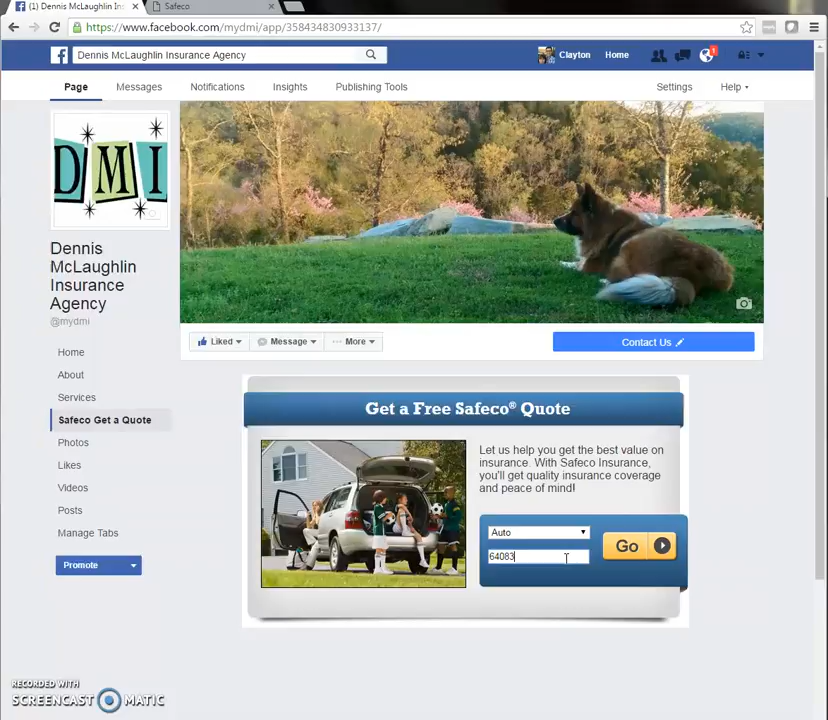 (1) Dennis McLaughlin Ins
Safeco
https://www.facebook.com/mydmi/app/358434830933137/
Dennis McLaughlin Insurance Agency
Clayton
Home
1
Page
Messages
Notifications
Insights
Publishing Tools
Settings
Help
DMI
Dennis
McLaughlin
Insurance
Agency
@mydmi
Liked
Message
More
Contact Us
Home
About
Services
Safeco Get a Quote
Photos
Likes
Videos
Posts
Manage Tabs
Promote
Get a Free Safeco® Quote
Let us help you get the best value on
insurance. With Safeco Insurance,
you'll get quality insurance coverage
and peace of mind!
Auto
64083
Go
RECORDED WITH
SCREENCAST MATIC